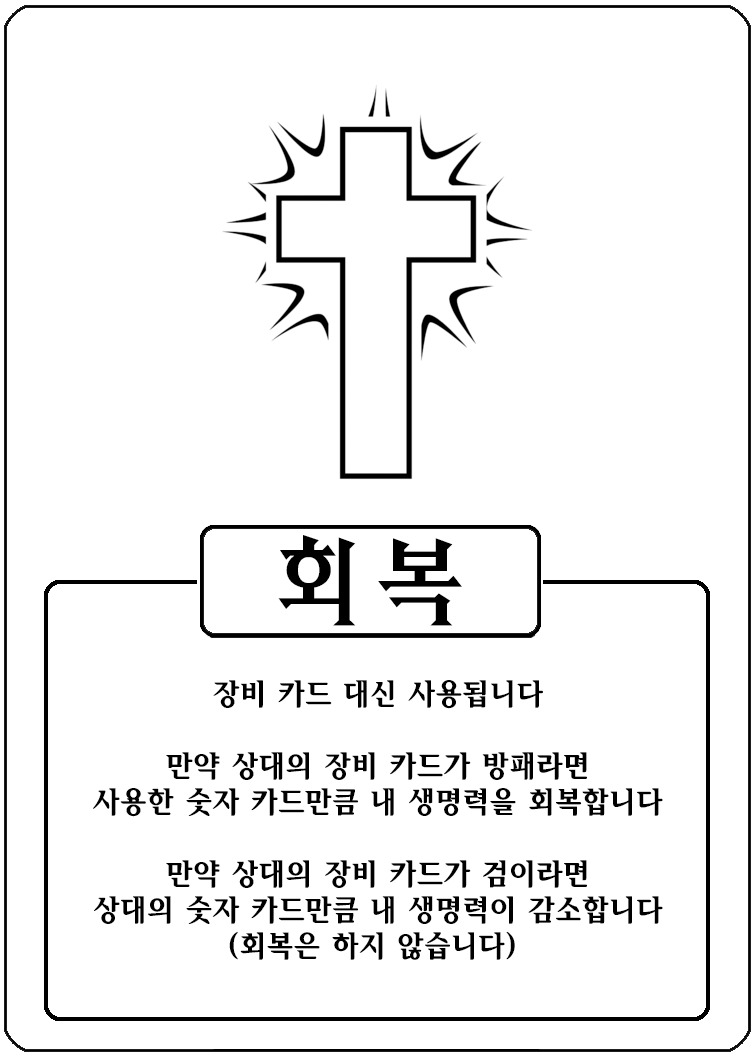 회복
장비 카드 대신 사용됩니다
만약 상대의 장비 카드가 방패라면
사용한 숫자 카드만큼 내 생명력을 회복합니다
만약 상대의 장비 카드가 검이라면
상대의 숫자 카드만큼 내 생명력이 감소합니다
(회복은 하지 않습니다)